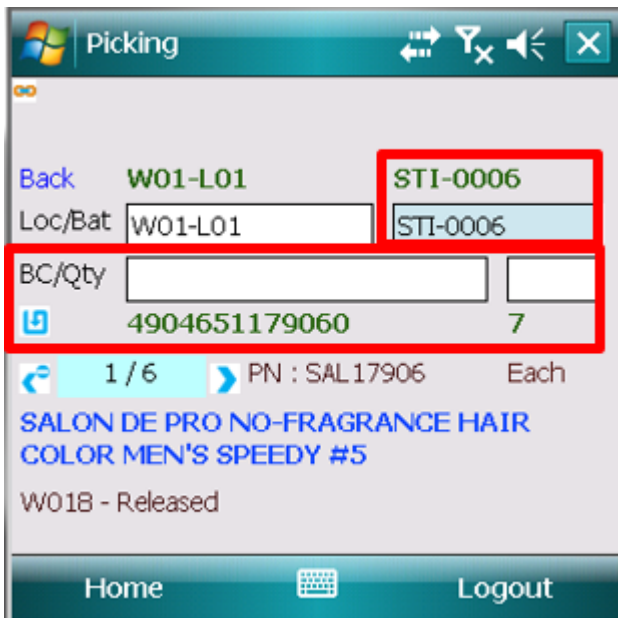 Picking
Back W01-L01 STI-0006
Loc/Bat W01-L01 STI-0006
BC/Qty
4904651179060 7
1 / 6 PN : SAL17906 Each
SALON DE PRO NO-FRAGRANCE HAIR
COLOR MEN'S SPEEDY #5
W018 - Released
Home Logout